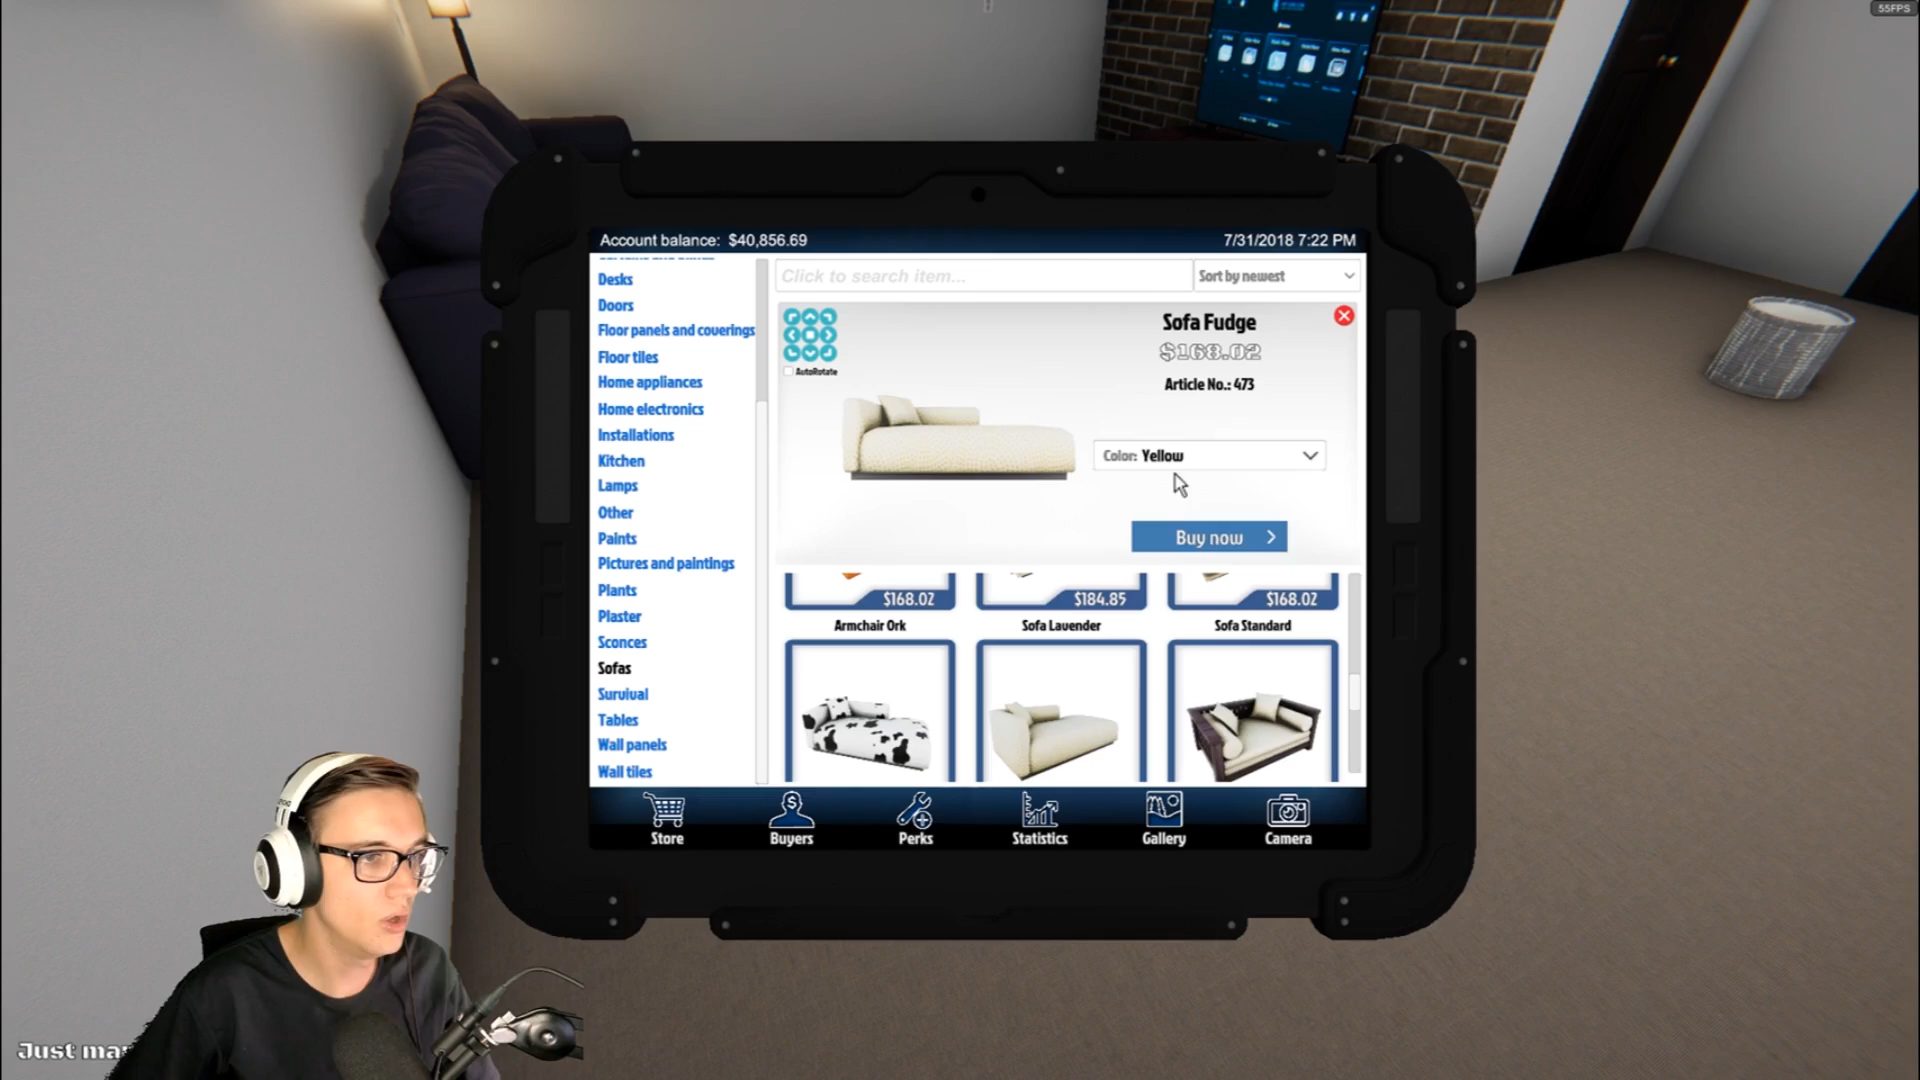 55FPS
Account balance: $40,856.69
7/31/2018 7:22 PM
Desks
Doors
Floor panels and coverings
Floor tiles
Home appliances
Home electronics
Installations
Kitchen
Lamps
Other
Paints
Pictures and paintings
Plants
Plaster
Sconces
Sofas
Survival
Tables
Wall panels
Wall tiles
Click to search item...
Sort by newest
AutoRotate
Sofa Fudge
$168.02
Article No.: 473
Color: Yellow
Buy now
$168.02
$184.85
$168.02
Armchair Ork
Sofa Lavender
Sofa Standard
Store
Buyers
Perks
Statistics
Gallery
Camera
Just